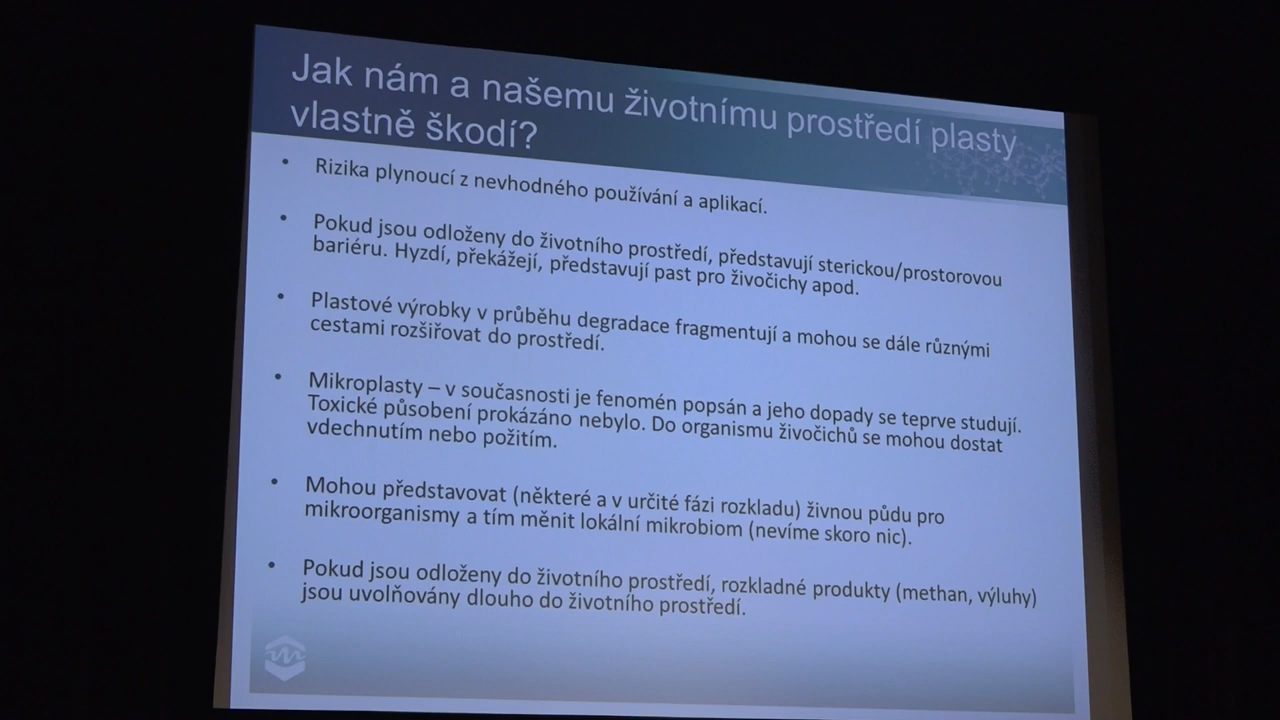 Jak nám a našemu životnímu prostředí plasty
vlastně škodí?
• Rizika plynoucí z nevhodného používání a aplikací.
• Pokud jsou odloženy do životního prostředí, představují sterickou/prostorovou
bariéru. Hyzdí, překážejí, představují past pro živočichy apod.
• Plastové výrobky v průběhu degradace fragmentují a mohou se dále různými
cestami rozšiřovat do prostředí.
• Mikroplasty – v současnosti je fenomén popsán a jeho dopady se teprve studují.
Toxické působení prokázáno nebylo. Do organismu živočichů se mohou dostat
vdechnutím nebo požitím.
• Mohou představovat (některé a v určité fázi rozkladu) živnou půdu pro
mikroorganismy a tím měnit lokální mikrobiom (nevíme skoro nic).
• Pokud jsou odloženy do životního prostředí, rozkladné produkty (methan, výluhy)
jsou uvolňovány dlouho do životního prostředí.